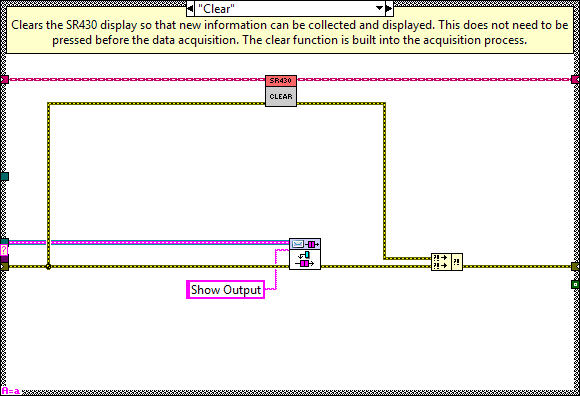 "Clear"
Clears the SR430 display so that new information can be collected and displayed. This does not need to be
pressed before the data acquisition. The clear function is built into the acquisition process.
SR430
CLEAR
?
?! ?!
?!
Show Output
A=a